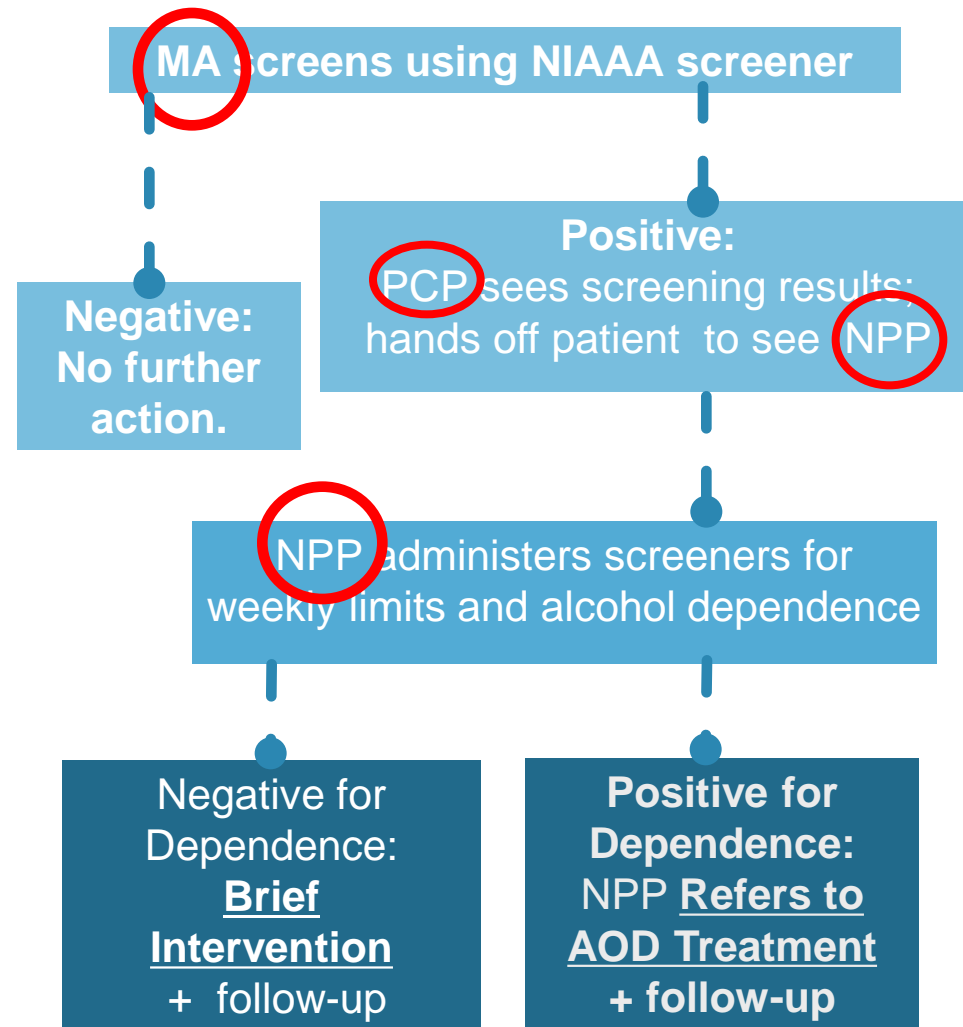 MA screens using NIAAA screener
Positive:
PCP sees screening results;
hands off patient to see NPP
Negative:
No further
action.
NPP administers screeners for
weekly limits and alcohol dependence
Negative for
Dependence:
Brief
Intervention
+ follow-up
Positive for
Dependence:
NPP Refers to
AOD Treatment
+ follow-up